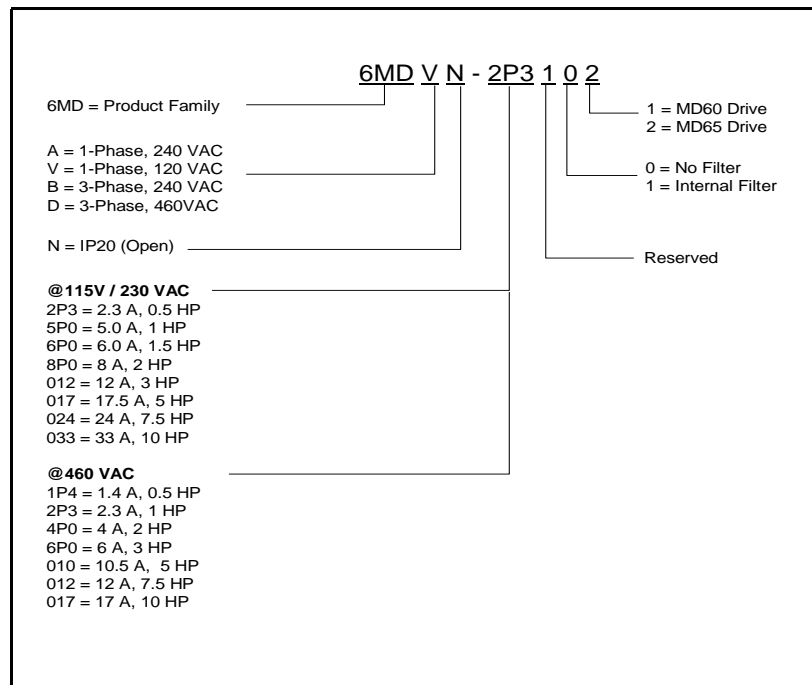 6MD V N - 2P3 1 0 2
6MD = Product Family
A = 1-Phase, 240 VAC
V = 1-Phase, 120 VAC
B = 3-Phase, 240 VAC
D = 3-Phase, 460VAC
N = IP20 (Open)
@115V / 230 VAC
2P3 = 2.3 A, 0.5 HP
5P0 = 5.0 A, 1 HP
6P0 = 6.0 A, 1.5 HP
8P0 = 8 A, 2 HP
012 = 12 A, 3 HP
017 = 17.5 A, 5 HP
024 = 24 A, 7.5 HP
033 = 33 A, 10 HP
@460 VAC
1P4 = 1.4 A, 0.5 HP
2P3 = 2.3 A, 1 HP
4P0 = 4 A, 2 HP
6P0 = 6 A, 3 HP
010 = 10.5 A, 5 HP
012 = 12 A, 7.5 HP
017 = 17 A, 10 HP
1 = MD60 Drive
2 = MD65 Drive
0 = No Filter
1 = Internal Filter
Reserved